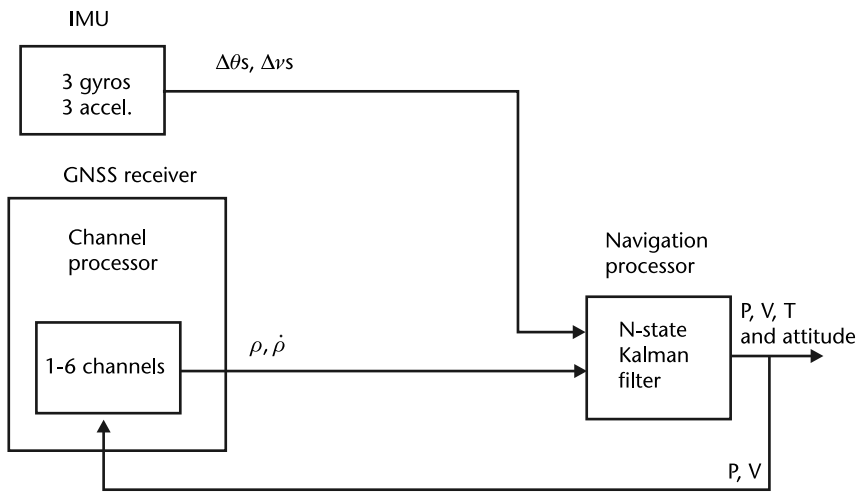 IMU
3 gyros
3 accel.
Δθs, Δνs
GNSS receiver
Channel
processor
1-6 channels
ρ, ρ̇
Navigation
processor
N-state
Kalman
filter
P, V, T
and attitude
P, V